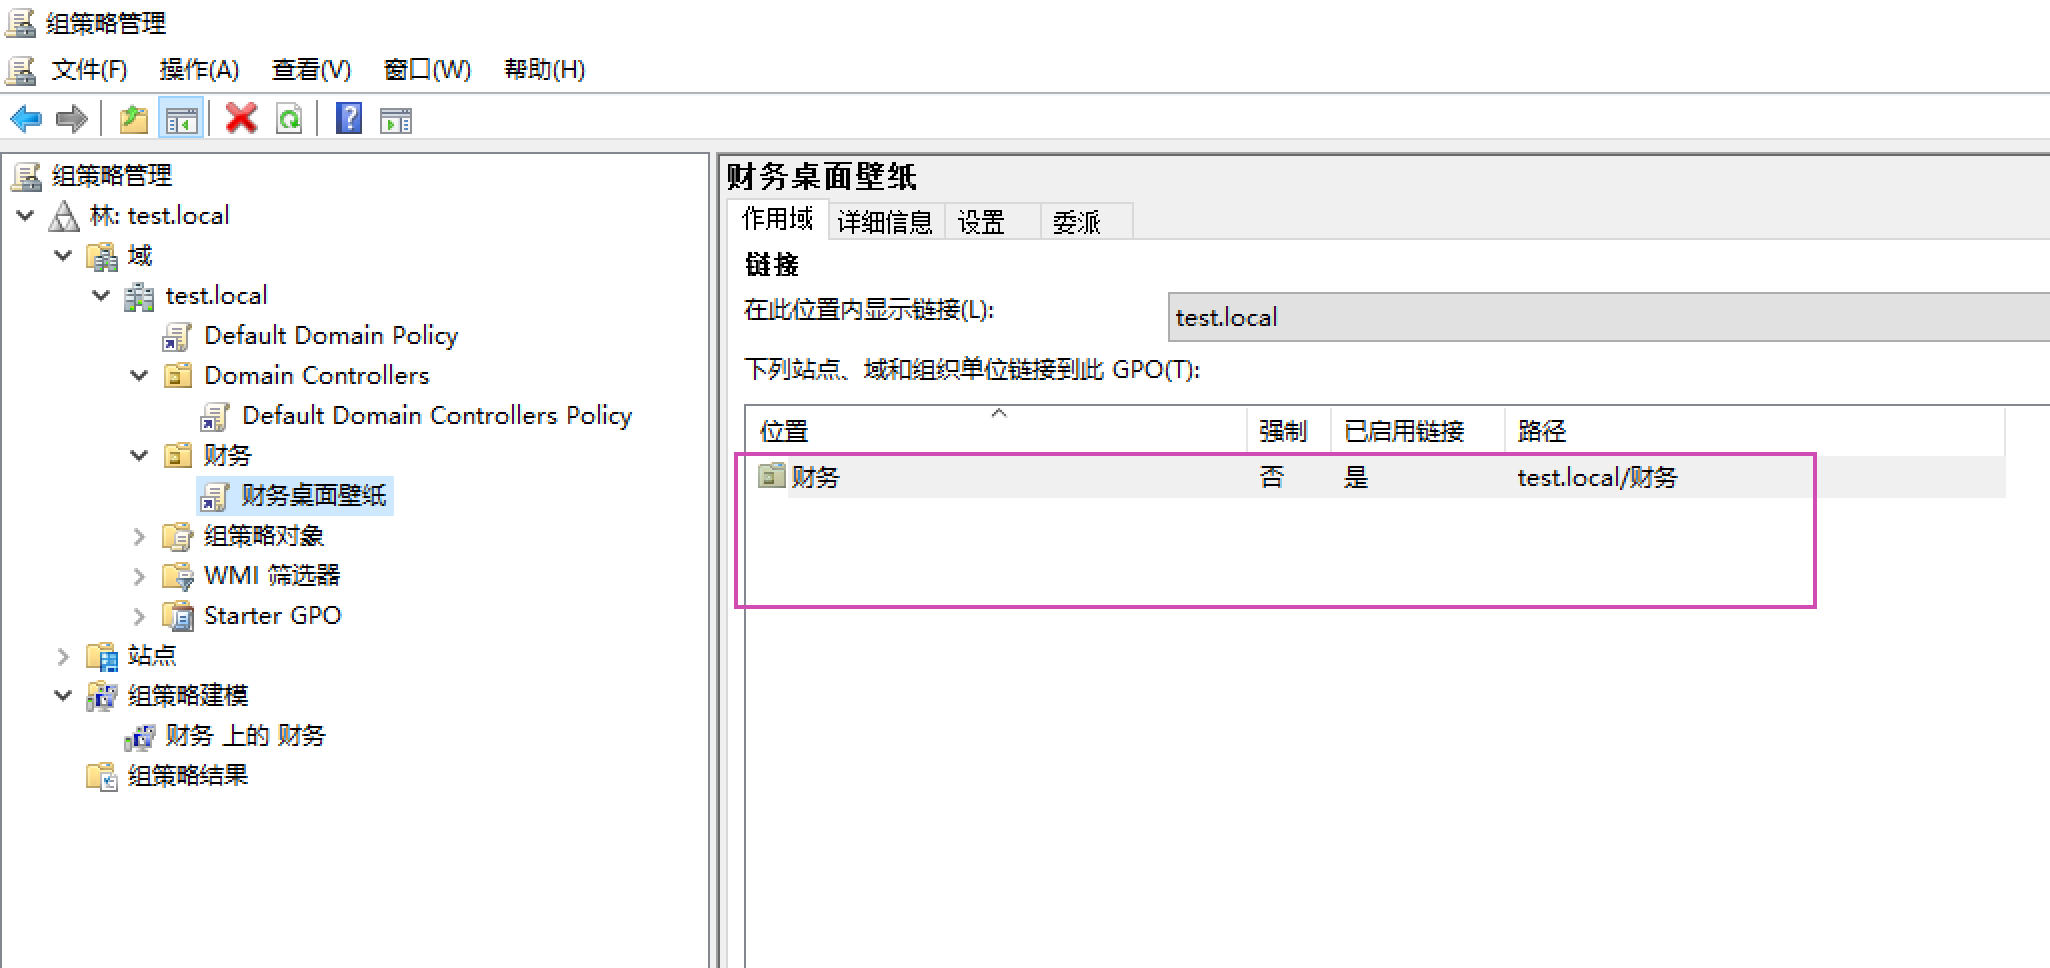 组策略管理
文件(F) 操作(A) 查看(V) 窗口(W) 帮助(H)
组策略管理
林: test.local
域
test.local
Default Domain Policy
Domain Controllers
Default Domain Controllers Policy
财务
财务桌面壁纸
组策略对象
WMI 筛选器
Starter GPO
站点
组策略建模
财务 上的 财务
组策略结果
财务桌面壁纸
作用域 详细信息 设置 委派
链接
在此位置内显示链接(L): test.local
下列站点、域和组织单位链接到此 GPO(T):
位置 强制 已启用链接 路径
财务 否 是 test.local/财务